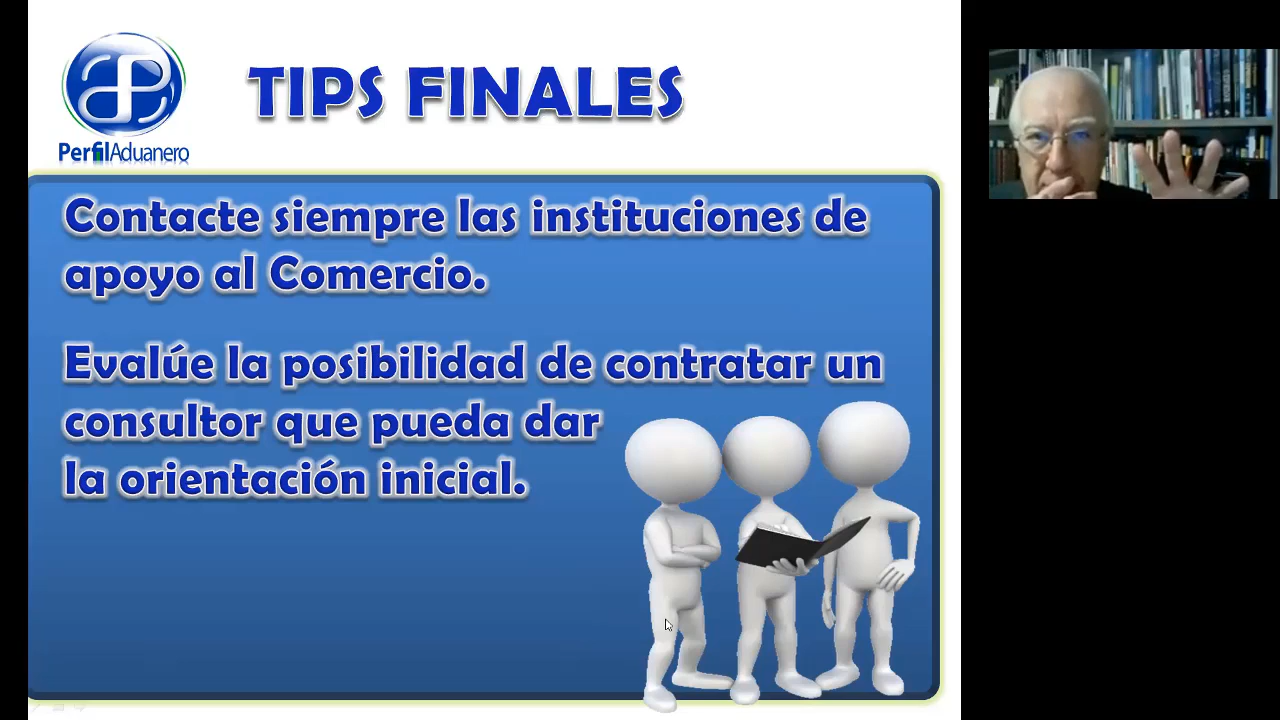 TIPS FINALES
PerfilAduanero
Contacte siempre las instituciones de
apoyo al Comercio.
Evalúe la posibilidad de contratar un
consultor que pueda dar
la orientación inicial.